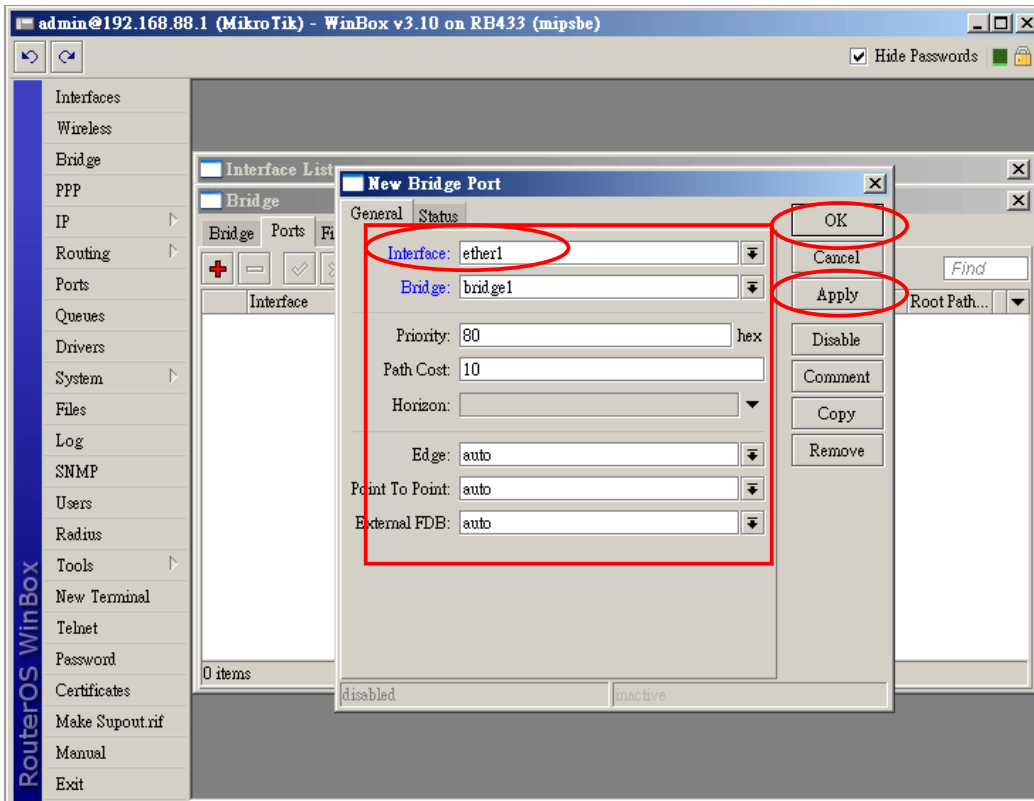 admin@192.168.88.1 (MikroTik) - WinBox v3.10 on RB433 (mipsbe)
Hide Passwords
Interfaces
Wireless
Bridge
PPP
IP
Routing
Ports
Queues
Drivers
System
Files
Log
SNMP
Users
Radius
Tools
New Terminal
Telnet
Password
Certificates
Make Supout.rif
Manual
Exit
RouterOS WinBox
Interface List
Bridge
Bridge Ports Fi
Find
Interface
Root Path...
0 items
New Bridge Port
General Status
Interface: ether1
Bridge: bridge1
Priority: 80 hex
Path Cost: 10
Horizon:
Edge: auto
Point To Point: auto
External FDB: auto
OK
Cancel
Apply
Disable
Comment
Copy
Remove
disabled
inactive